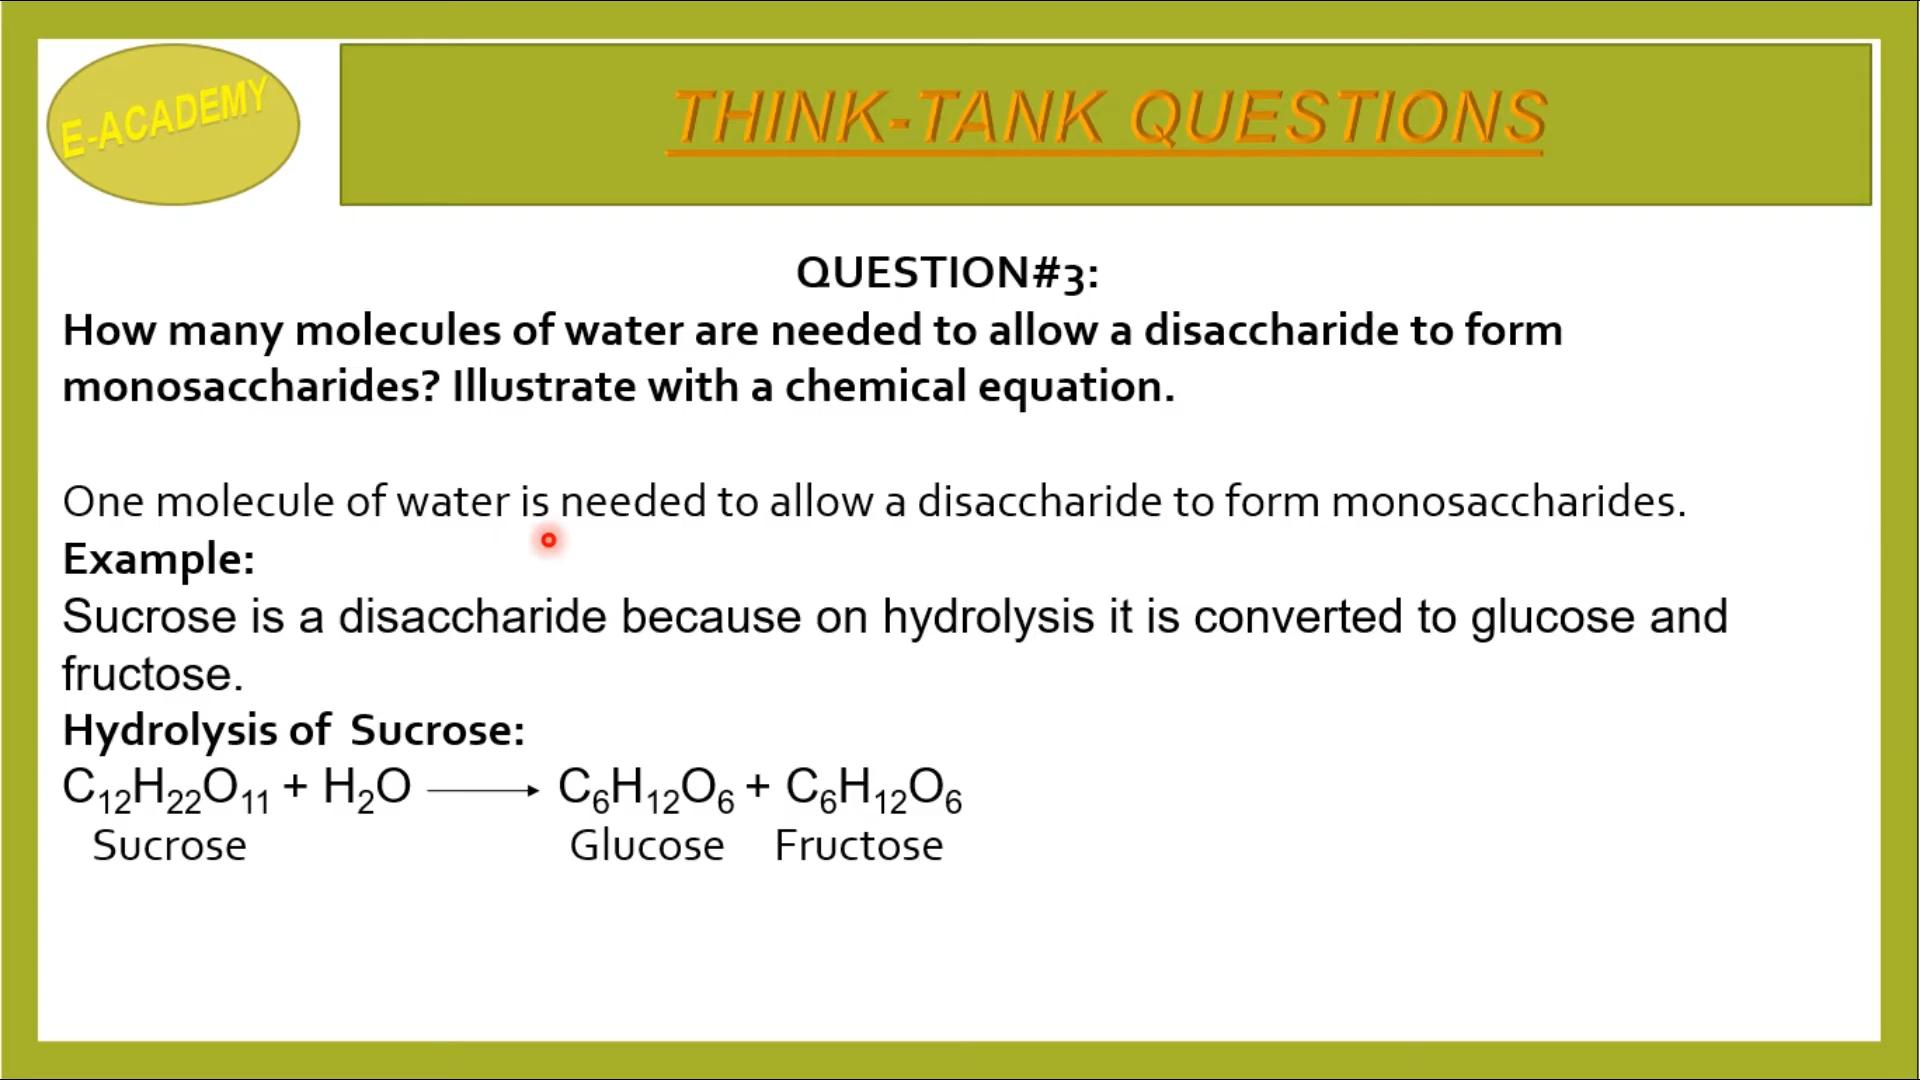 E-ACADEMY
THINK-TANK QUESTIONS
QUESTION#3:
How many molecules of water are needed to allow a disaccharide to form
monosaccharides? Illustrate with a chemical equation.
One molecule of water is needed to allow a disaccharide to form monosaccharides.
Example:
Sucrose is a disaccharide because on hydrolysis it is converted to glucose and
fructose.
Hydrolysis of Sucrose:
C₁₂H₂₂O₁₁ + H₂O ⟶ C₆H₁₂O₆ + C₆H₁₂O₆
Sucrose Glucose Fructose